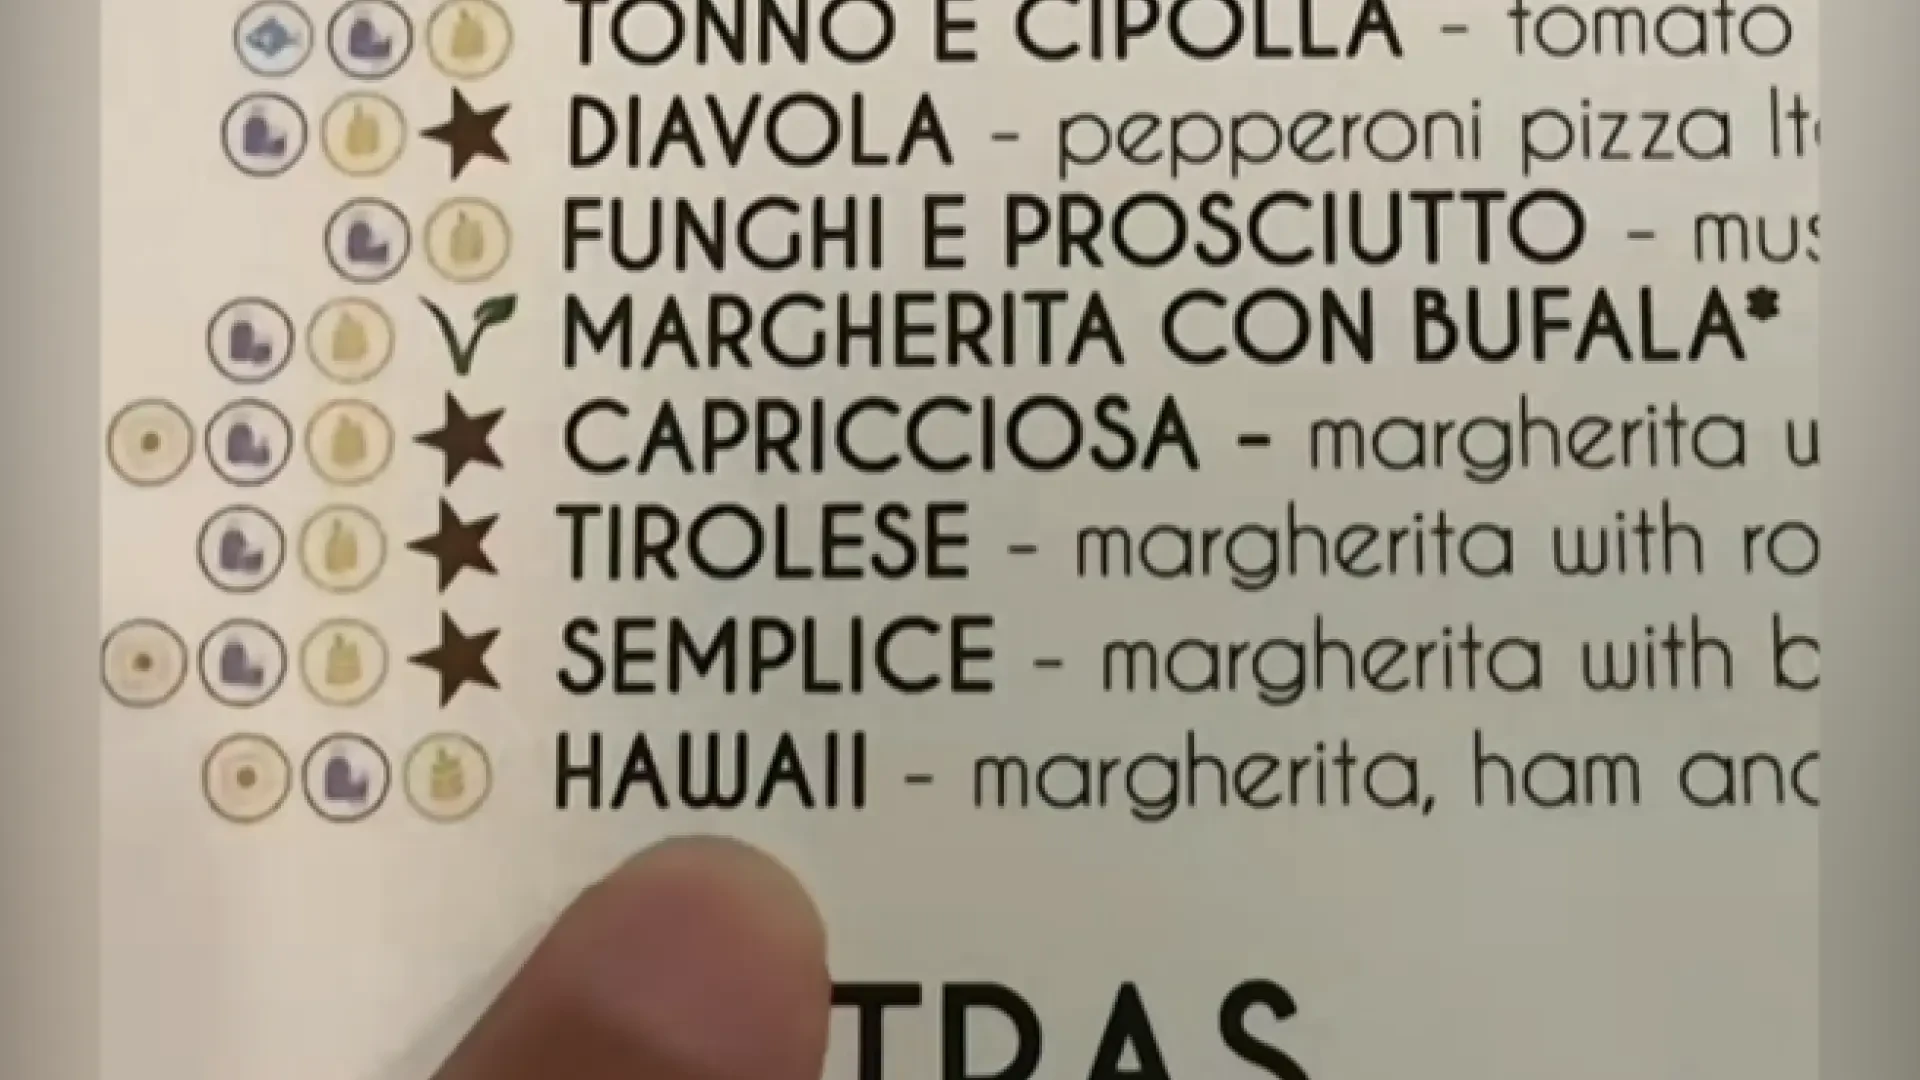 TONNO E CIPOLLA - tomato
DIAVOLA - pepperoni pizza
FUNGHI E PROSCIUTTO -
MARGHERITA CON BUFALA*
CAPRICCIOSA - margherita
TIROLESE - margherita with
SEMPLICE - margherita with
HAWAII - margherita, ham